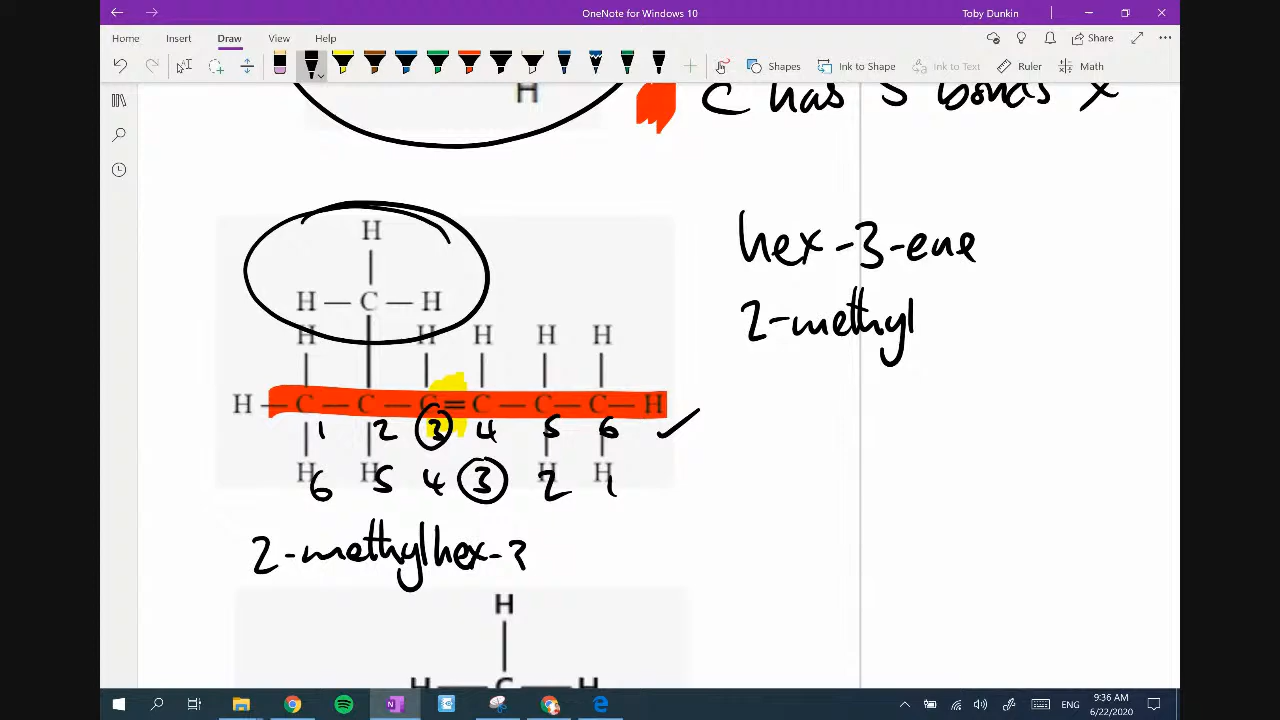 OneNote for Windows 10
Toby Dunkin
Home Insert Draw View Help
Share
Shapes Ink to Shape Ink to Text Ruler Math
H
C has 5 bonds x
H
H — C — H
H H H H H
H — C — C — C = C — C — C — H
1 2 3 4 5 6 ✓
H H H H
6 5 4 3 2 1
hex-3-ene
2-methyl
2-methylhex-3
H
H — C — H
ENG
9:36 AM
6/22/2020